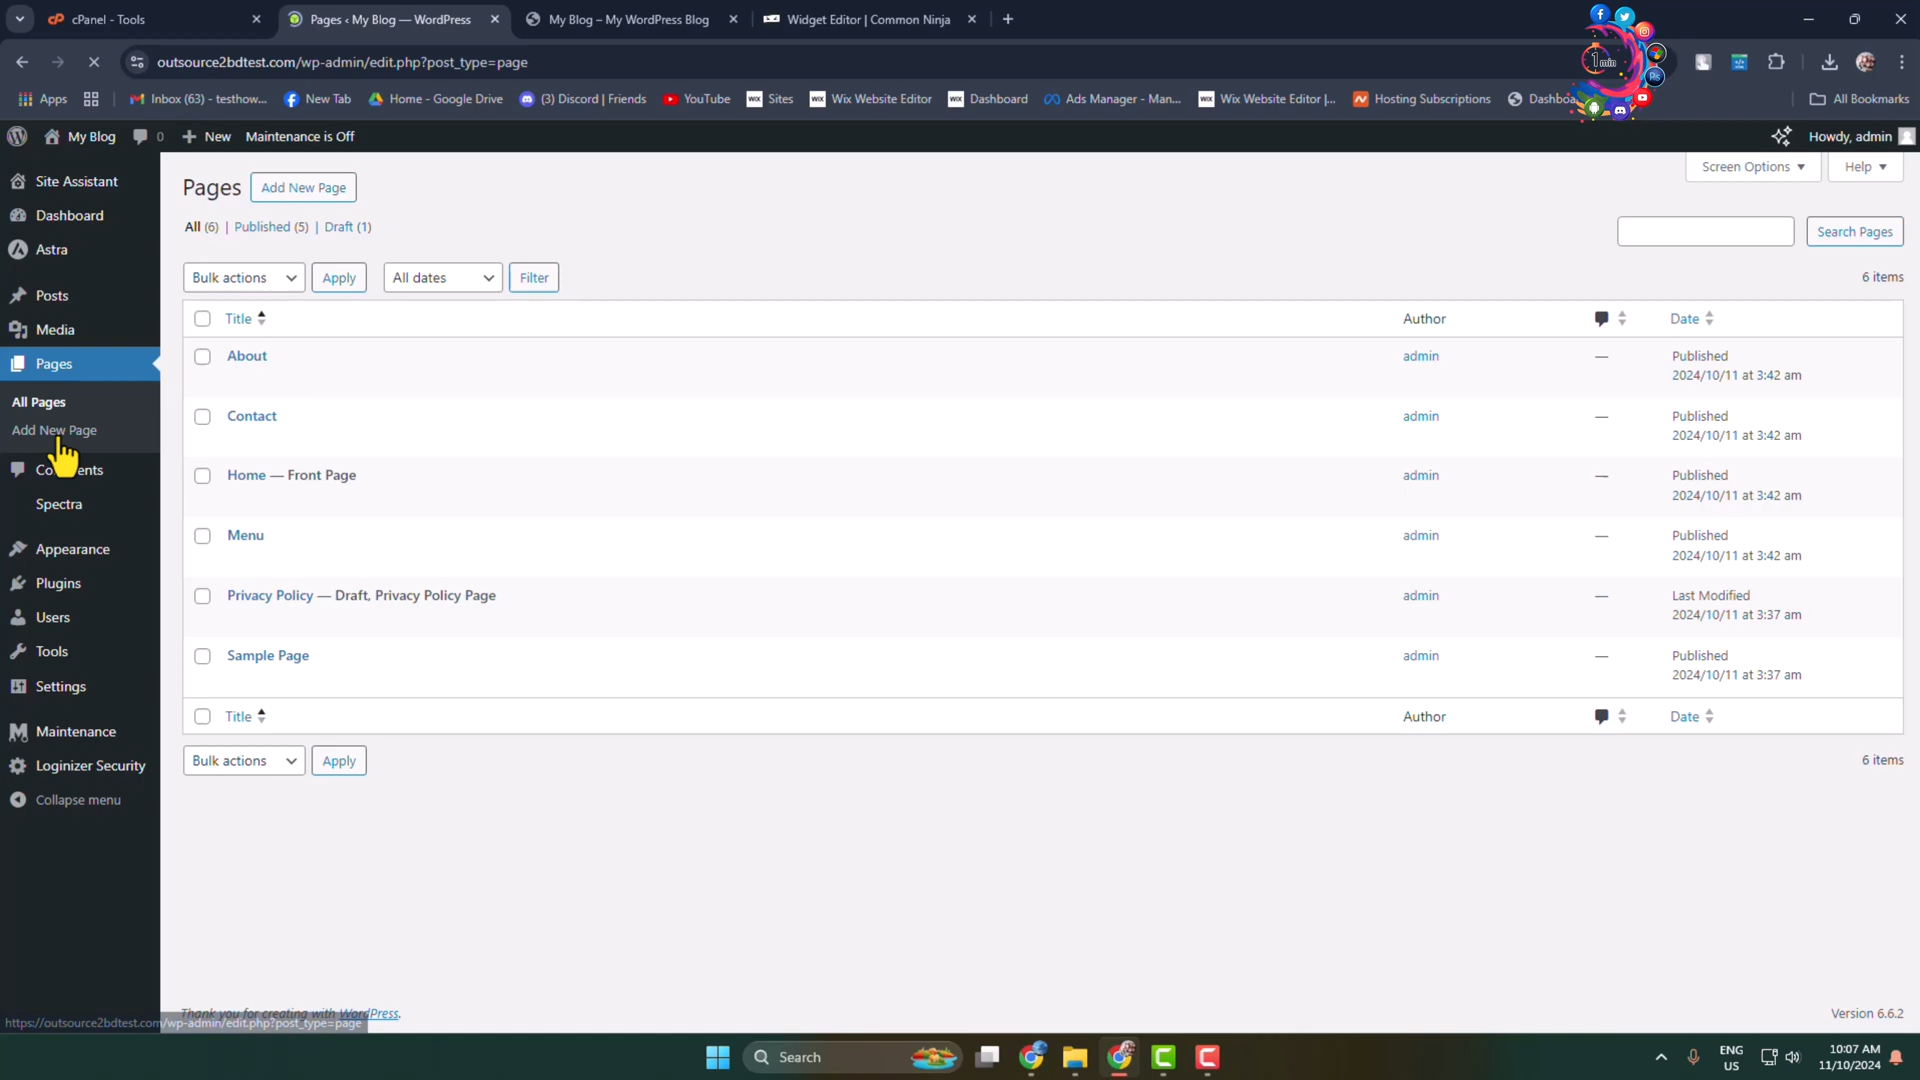 cPanel - Tools
Pages ‹ My Blog — WordPress
My Blog – My WordPress Blog
Widget Editor | Common Ninja
outsource2bdtest.com/wp-admin/edit.php?post_type=page
1min
Ps
Apps
Inbox (63) - testhow...
New Tab
Home - Google Drive
(3) Discord | Friends
YouTube
WIX Sites
WIX Wix Website Editor
WIX Dashboard
Ads Manager - Man...
WIX Wix Website Editor |...
Hosting Subscriptions
All Bookmarks
My Blog
0
New
Maintenance is Off
Howdy, admin
Site Assistant
Dashboard
Astra
Posts
Media
Pages
All Pages
Add New Page
Spectra
Appearance
Plugins
Users
Tools
Settings
Maintenance
Loginizer Security
Collapse menu
Pages
Add New Page
Screen Options
Help
All (6) | Published (5) | Draft (1)
Search Pages
Bulk actions
Apply
All dates
Filter
6 items
Title
Author
Date
About
admin
—
Published
2024/10/11 at 3:42 am
Contact
admin
—
Published
2024/10/11 at 3:42 am
Home — Front Page
admin
—
Published
2024/10/11 at 3:42 am
Menu
admin
—
Published
2024/10/11 at 3:42 am
Privacy Policy — Draft, Privacy Policy Page
admin
—
Last Modified
2024/10/11 at 3:37 am
Sample Page
admin
—
Published
2024/10/11 at 3:37 am
Title
Author
Date
Bulk actions
Apply
6 items
Thank you for creating with WordPress.
Version 6.6.2
https://outsource2bdtest.com/wp-admin/edit.php?post_type=page
Search
ENG
US
10:07 AM
11/10/2024